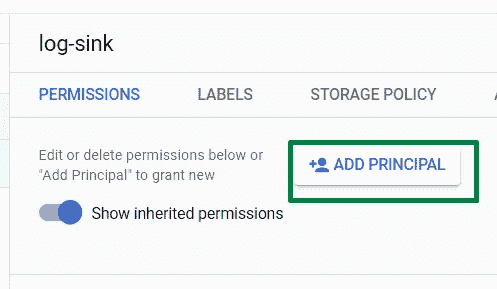 log-sink
PERMISSIONS LABELS STORAGE POLICY
Edit or delete permissions below or
"Add Principal" to grant new
ADD PRINCIPAL
Show inherited permissions